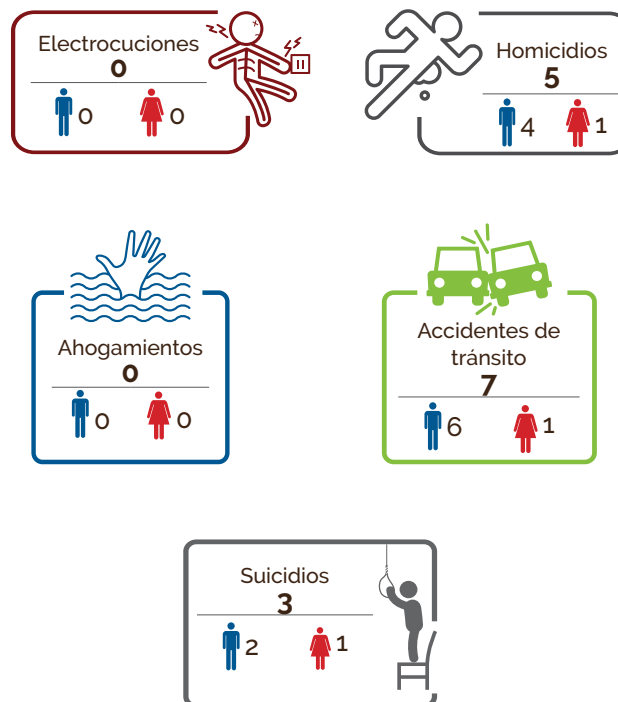 Electrocuciones
0
0 0
Homicidios
5
4 1
Ahogamientos
0
0 0
Accidentes de
tránsito
7
6 1
Suicidios
3
2 1